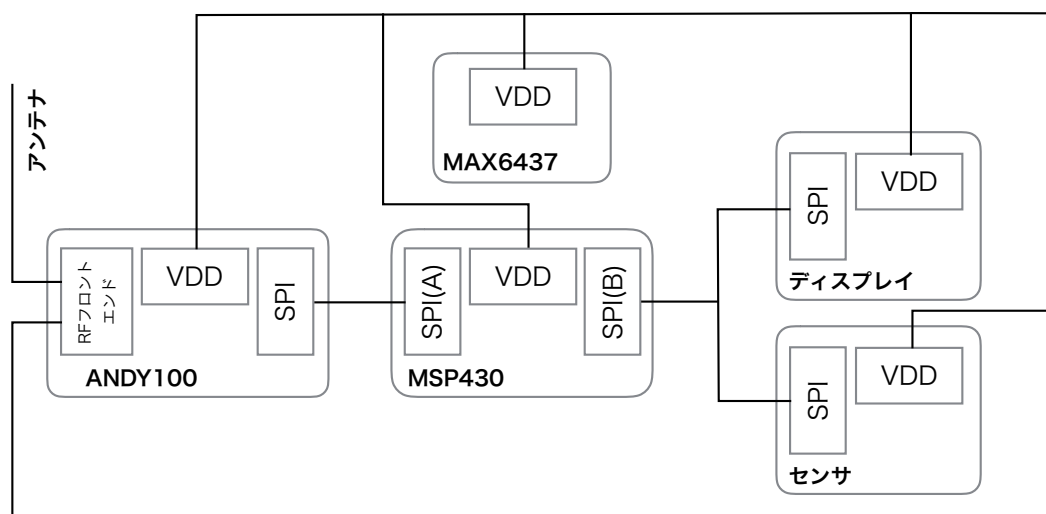 アンテナ
VDD
MAX6437
RFフロント
エンド
VDD
SPI
ANDY100
SPI(A)
VDD
SPI(B)
MSP430
SPI
VDD
ディスプレイ
SPI
VDD
センサ